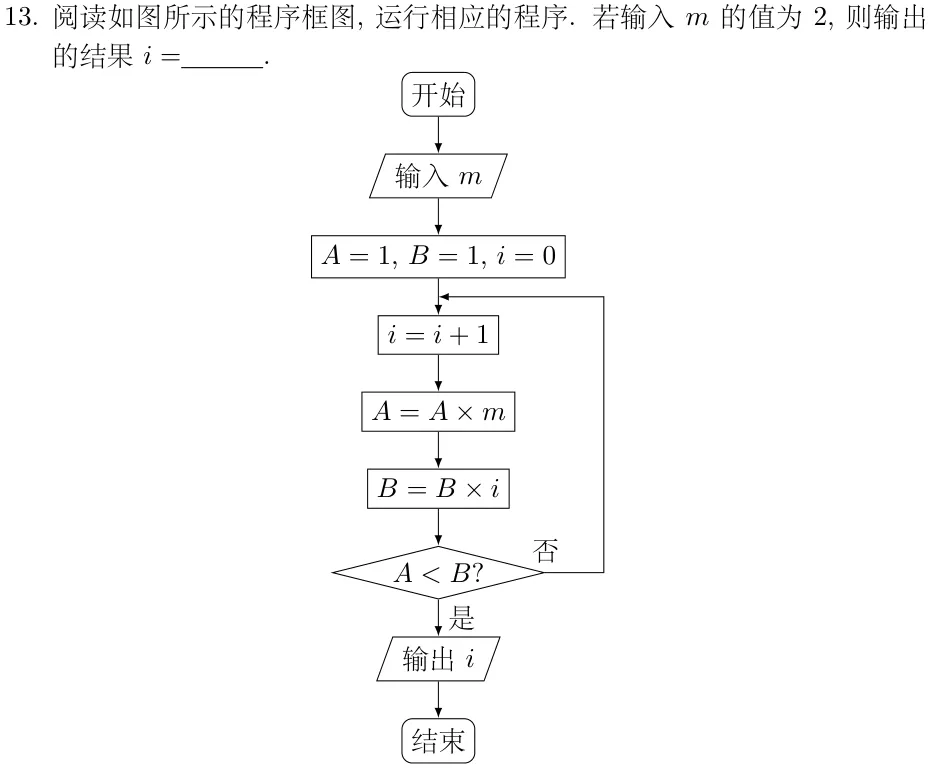 13. 阅读如图所示的程序框图, 运行相应的程序. 若输入 m 的值为 2, 则输出
的结果 i =______.
开始
输入 m
A = 1, B = 1, i = 0
i = i + 1
A = A × m
B = B × i
否
A < B?
是
输出 i
结束